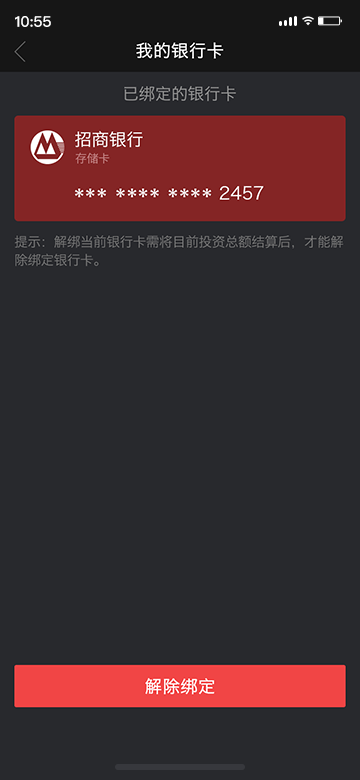 10:55
我的银行卡
已绑定的银行卡
招商银行
存储卡
*** **** **** 2457
提示：解绑当前银行卡需将目前投资总额结算后，才能解
除绑定银行卡。
解除绑定